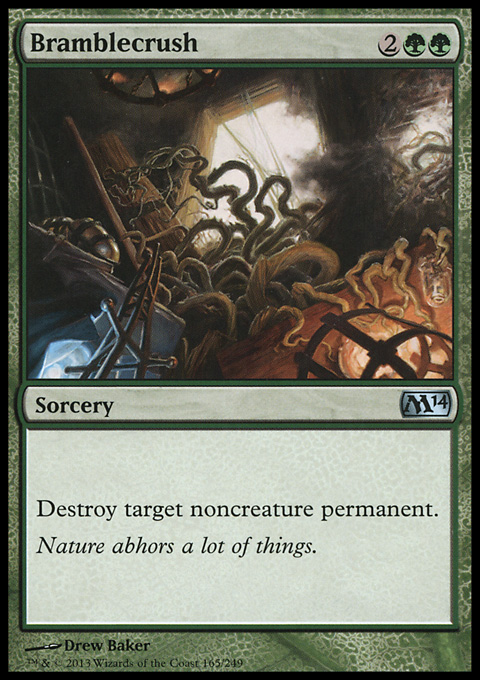 Bramblecrush 2
Sorcery M14
Destroy target noncreature permanent.
Nature abhors a lot of things.
Drew Baker
™ & © 2013 Wizards of the Coast 165/249